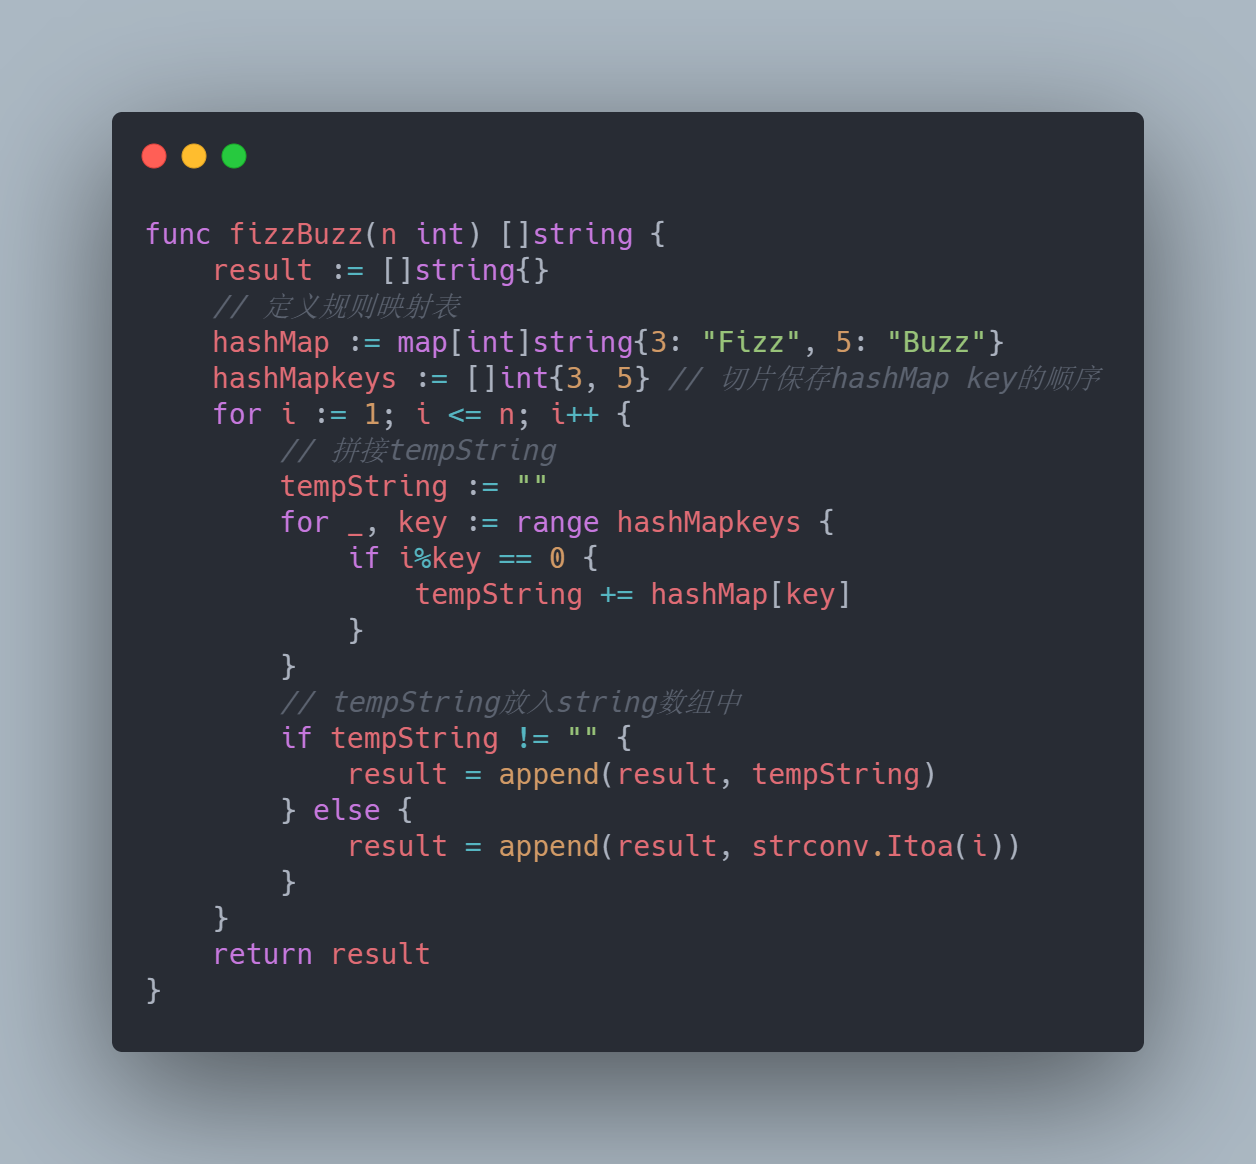 func fizzBuzz(n int) []string {
    result := []string{}
    // 定义规则映射表
    hashMap := map[int]string{3: "Fizz", 5: "Buzz"}
    hashMapkeys := []int{3, 5} // 切片保存hashMap key的顺序
    for i := 1; i <= n; i++ {
        // 拼接tempString
        tempString := ""
        for _, key := range hashMapkeys {
            if i%key == 0 {
                tempString += hashMap[key]
            }
        }
        // tempString放入string数组中
        if tempString != "" {
            result = append(result, tempString)
        } else {
            result = append(result, strconv.Itoa(i))
        }
    }
    return result
}